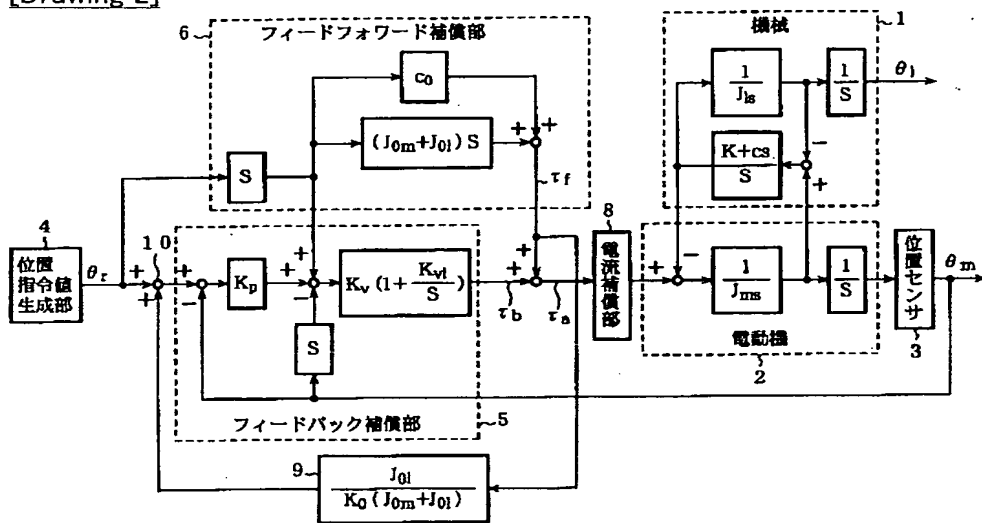 [Drawing 2]
6
フィードフォワード補償部
機械
1
c₀
1
J_ls
1
S
θ_l
+
+
(J₀m+J₀l)S
+
−
K+cs
S
+
S
τf
4
位置
指令値
生成部
θr
10
+
+
+
−
Kp
+
+
−
Kv(1+Kvi/S)
S
τb
+
+
τa
8
電流補償部
+
−
1
J_ms
1
S
電動機
2
位置センサ
3
θm
フィードバック補償部
5
9
J₀l
K₀(J₀m+J₀l)